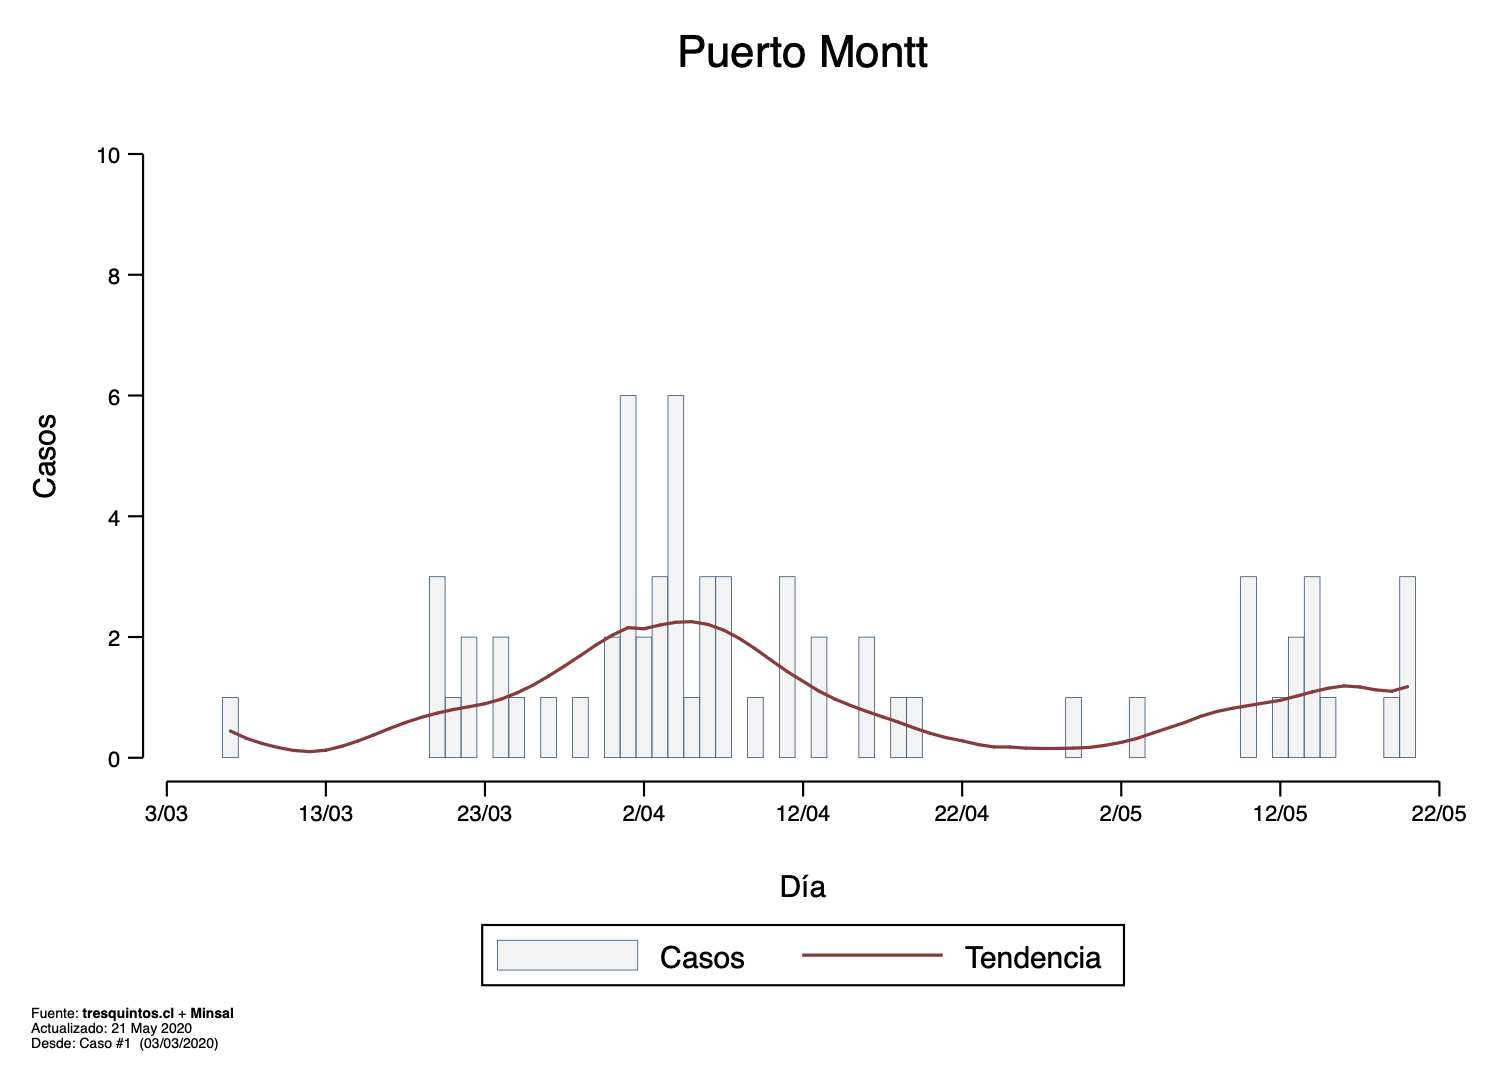 Puerto Montt
10
8
6
4
2
0
Casos
3/03 13/03 23/03 2/04 12/04 22/04 2/05 12/05 22/05
Día
Casos Tendencia
Fuente: tresquintos.cl + Minsal
Actualizado: 21 May 2020
Desde: Caso #1 (03/03/2020)